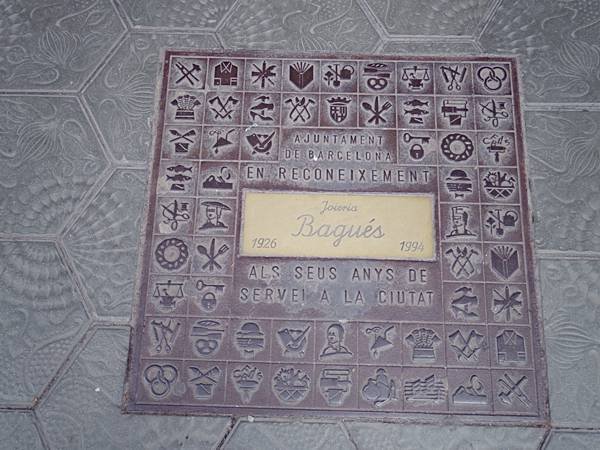 AJUNTAMENT
DE BARCELONA
EN RECONEIXEMENT
Joieria
Bagués
1926 1994
ALS SEUS ANYS DE
SERVEI A LA CIUTAT